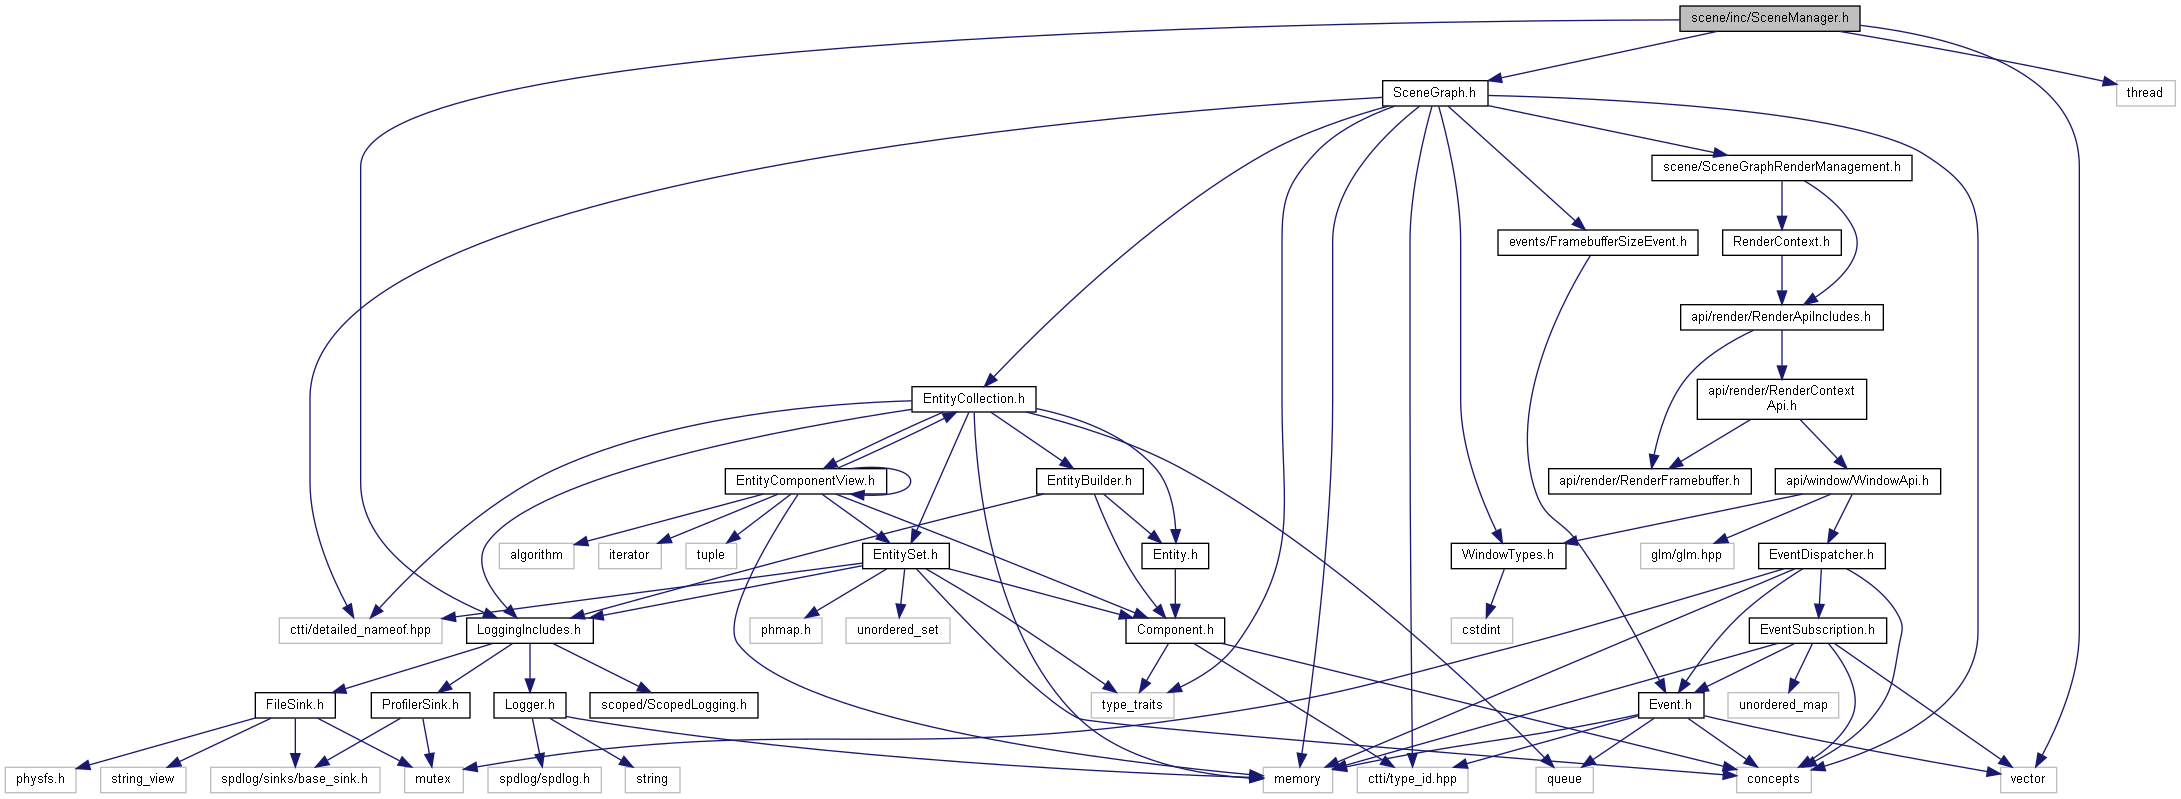 scene/inc/SceneManager.h
SceneGraph.h
thread
scene/SceneGraphRenderManagement.h
events/FramebufferSizeEvent.h
RenderContext.h
api/render/RenderApiIncludes.h
EntityCollection.h
api/render/RenderContext
Api.h
EntityComponentView.h
EntityBuilder.h
api/render/RenderFramebuffer.h
api/window/WindowApi.h
algorithm
iterator
tuple
EntitySet.h
Entity.h
WindowTypes.h
glm/glm.hpp
EventDispatcher.h
ctti/detailed_nameof.hpp
LoggingIncludes.h
phmap.h
unordered_set
Component.h
cstdint
EventSubscription.h
FileSink.h
ProfilerSink.h
Logger.h
scoped/ScopedLogging.h
type_traits
Event.h
unordered_map
physfs.h
string_view
spdlog/sinks/base_sink.h
mutex
spdlog/spdlog.h
string
memory
ctti/type_id.hpp
queue
concepts
vector